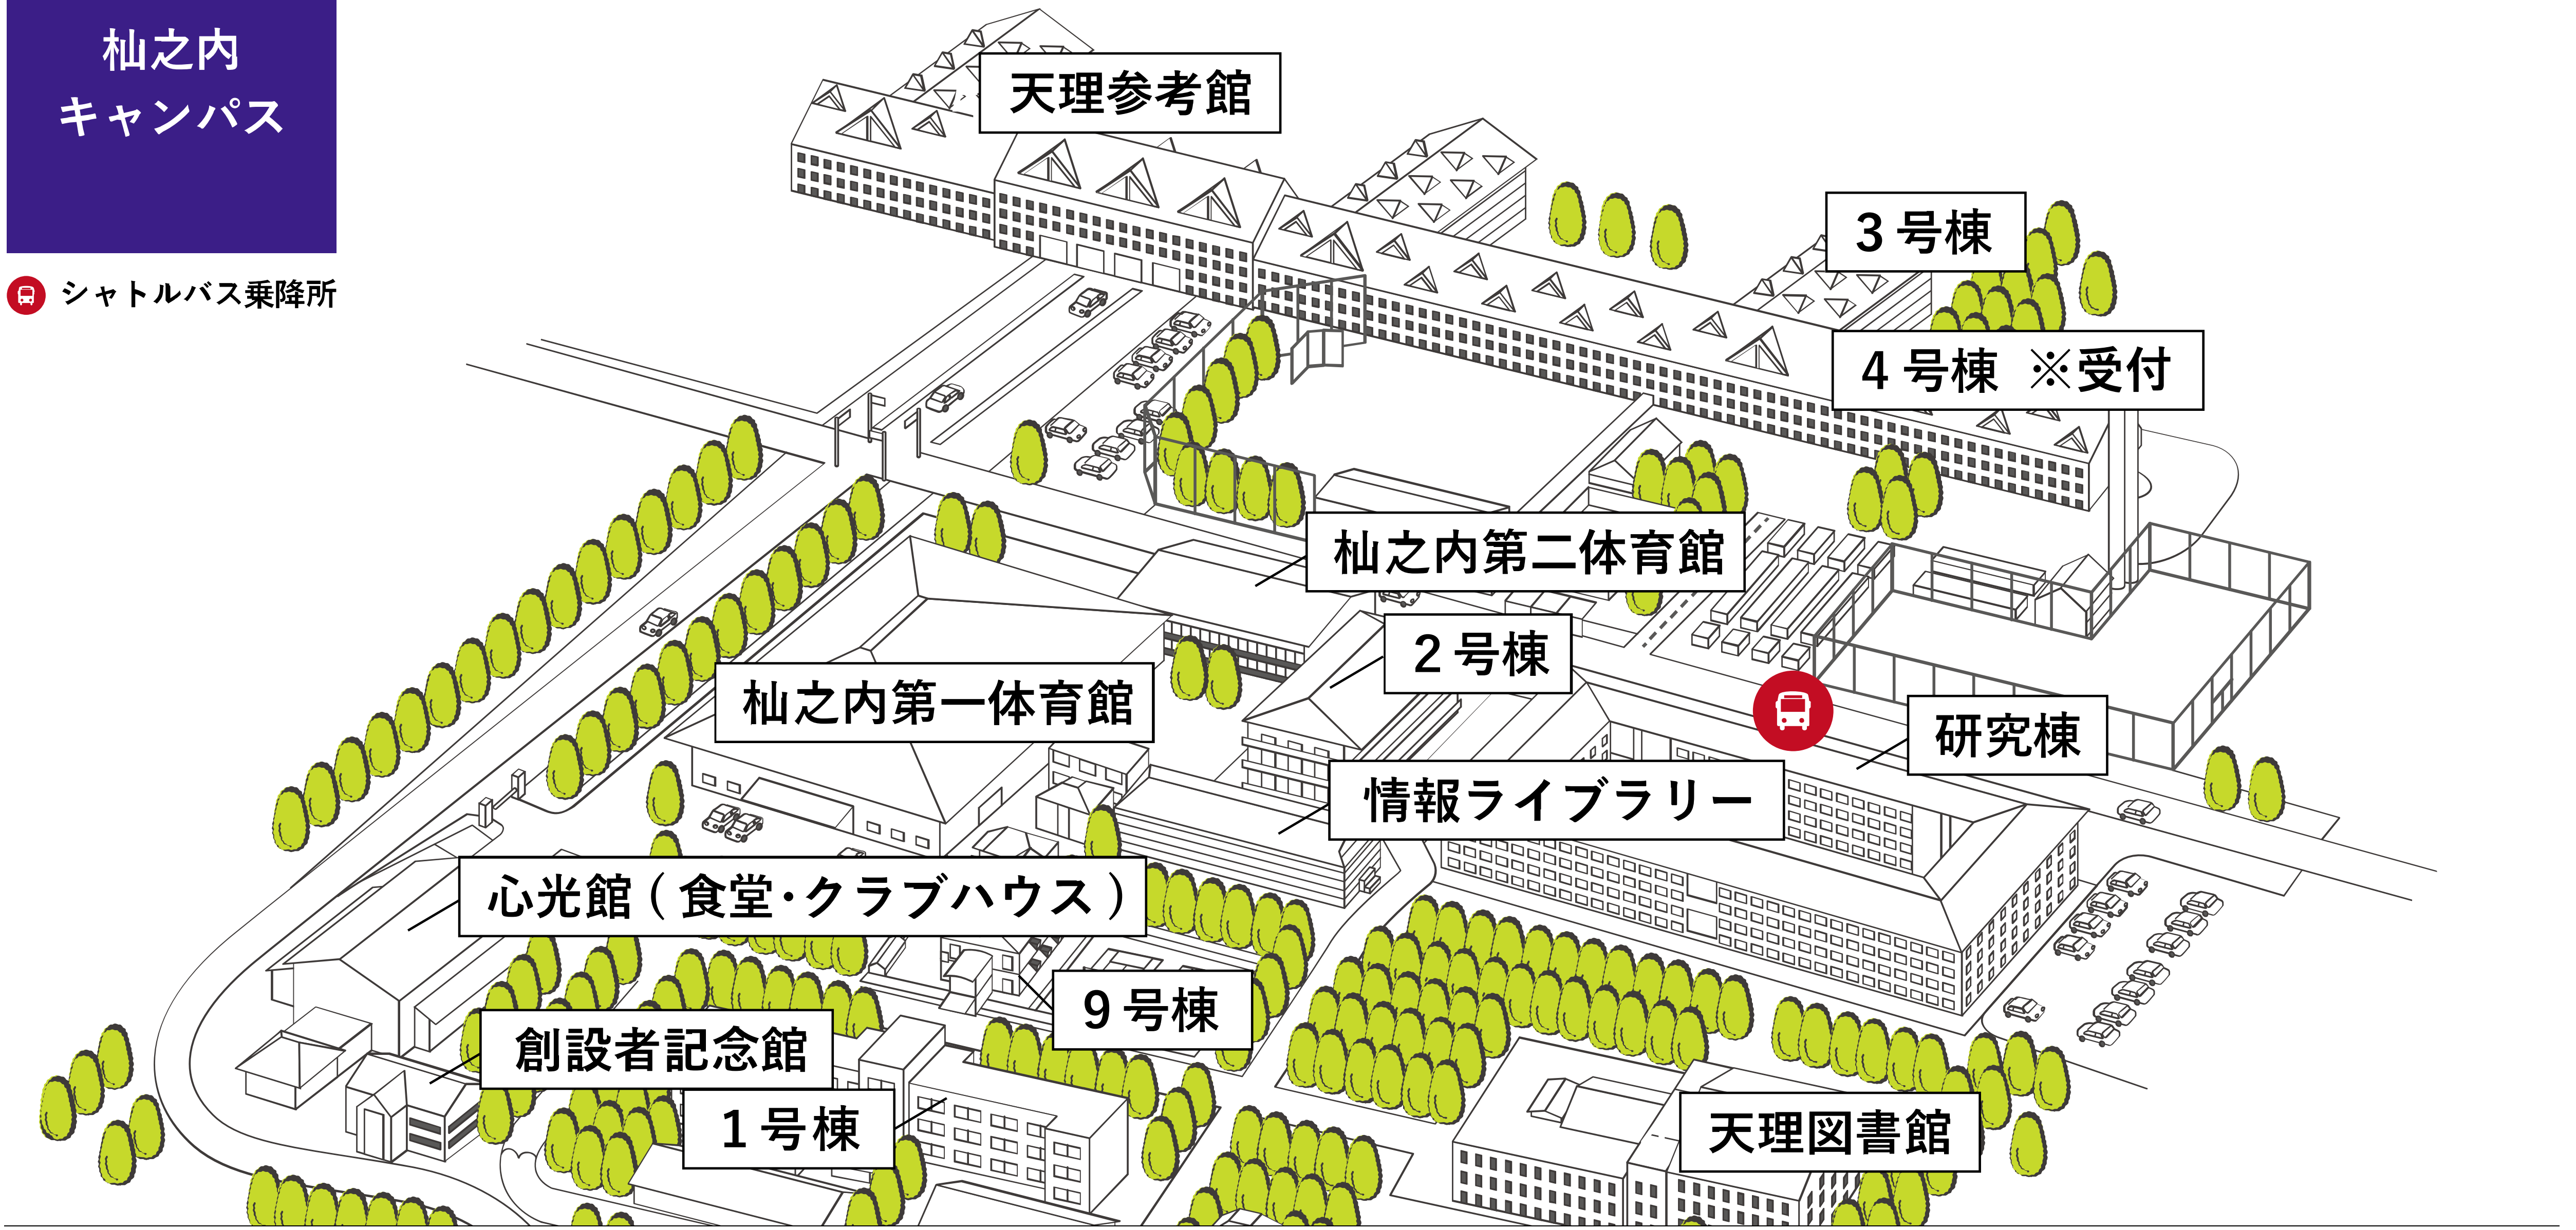 杣之内
キャンパス
シャトルバス乗降所
天理参考館
3号棟
4号棟 ※受付
杣之内第二体育館
2号棟
杣之内第一体育館
研究棟
情報ライブラリー
心光館(食堂・クラブハウス)
9号棟
創設者記念館
1号棟
天理図書館